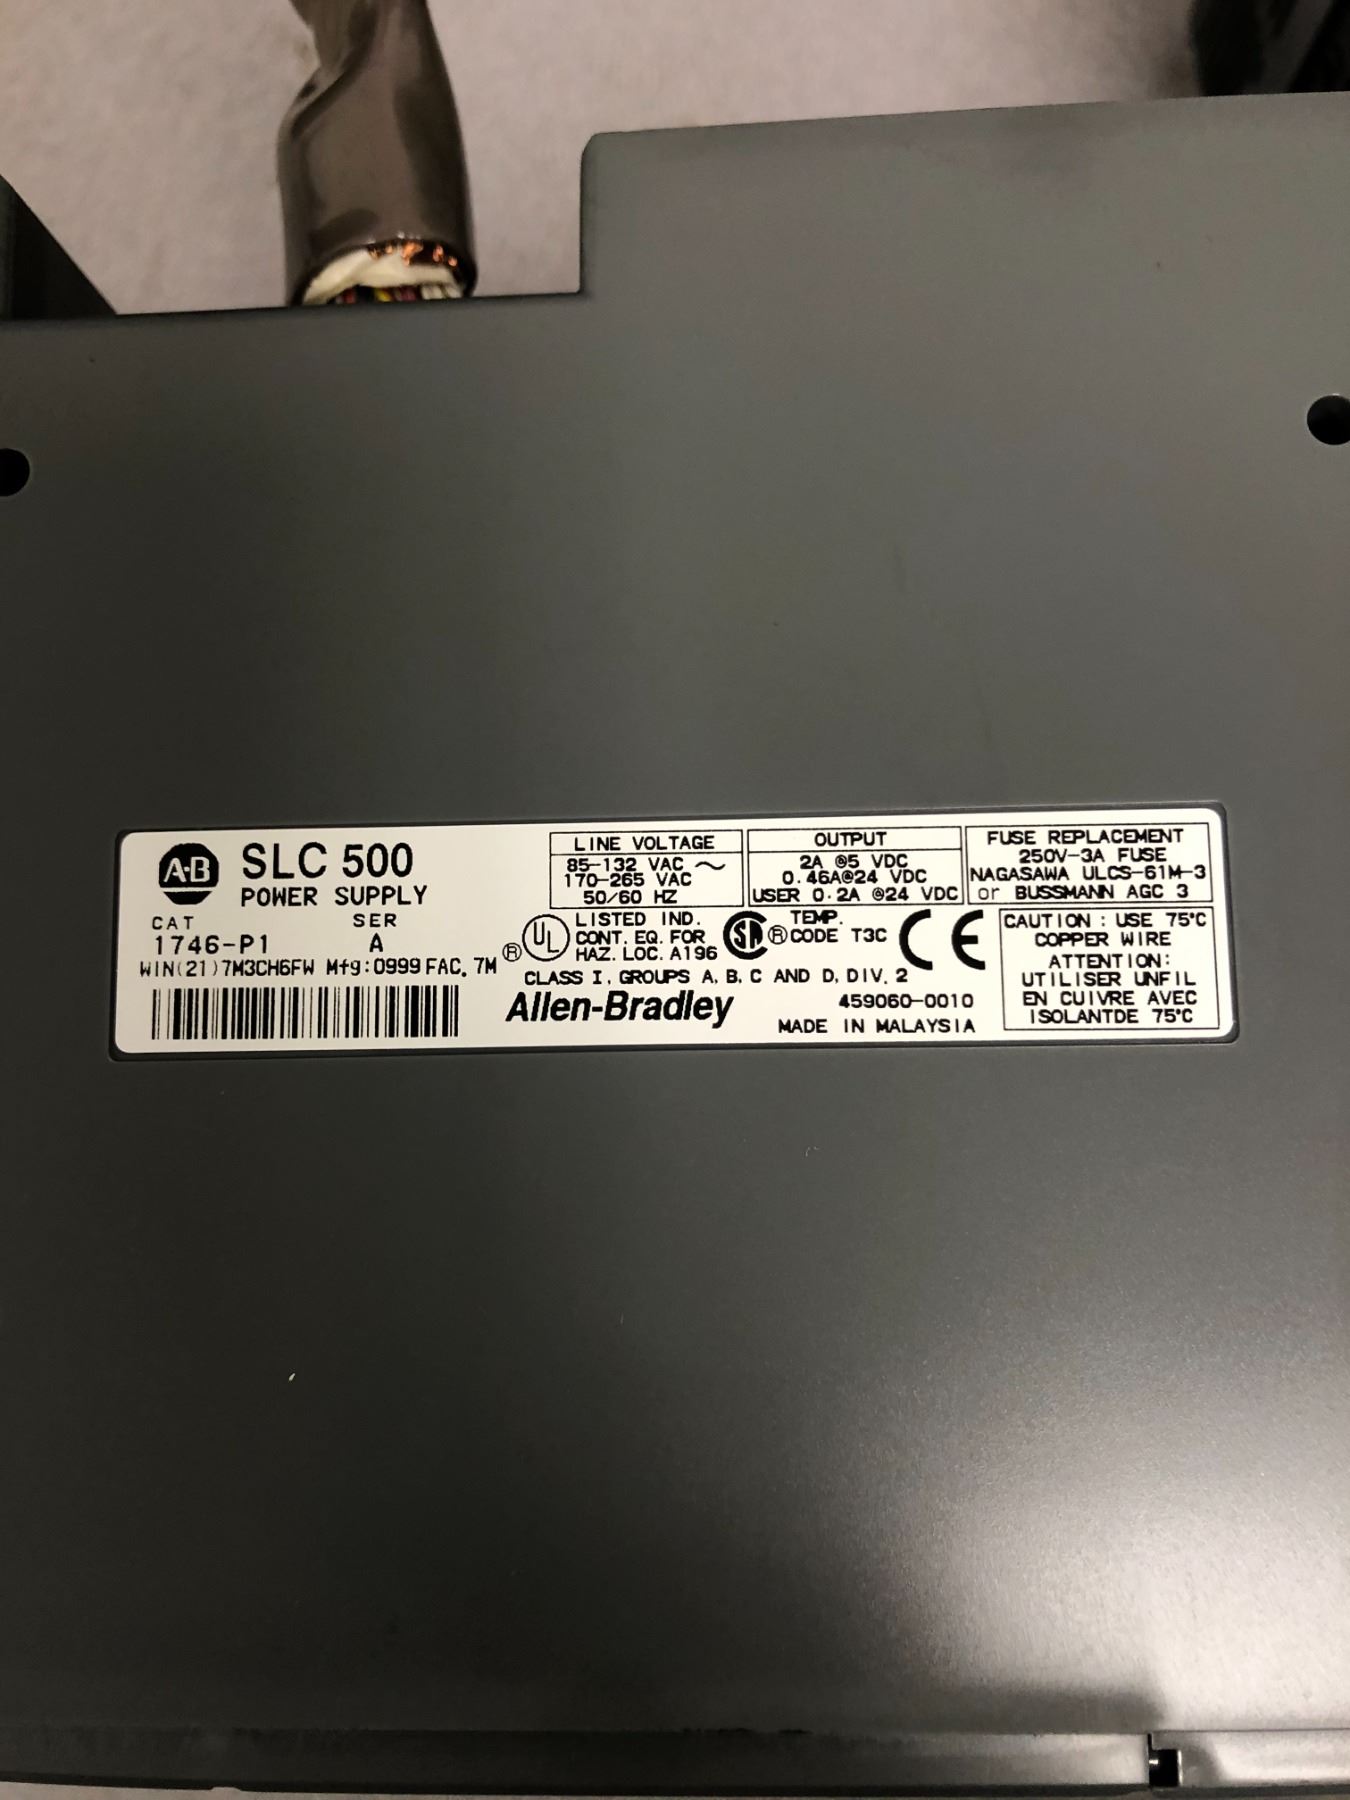 A-B
SLC 500
POWER SUPPLY
CAT SER
1746-P1 A
WIN(21)7M3CH6FW Mfg:0999 FAC. 7M
LINE VOLTAGE
85-132 VAC ~
170-265 VAC
50/60 HZ
OUTPUT
2A @5 VDC
0.46A@24 VDC
USER 0.2A @24 VDC
FUSE REPLACEMENT
250V-3A FUSE
NAGASAWA ULCS-61M-3
or BUSSMANN AGC 3
® UL
LISTED IND.
CONT. EQ. FOR
HAZ. LOC. A196
SA ®
TEMP.
CODE T3C
CE
CLASS I, GROUPS A, B, C AND D, DIV. 2
Allen-Bradley
459060-0010
MADE IN MALAYSIA
CAUTION : USE 75°C
COPPER WIRE
ATTENTION:
UTILISER UNFIL
EN CUIVRE AVEC
ISOLANTDE 75°C